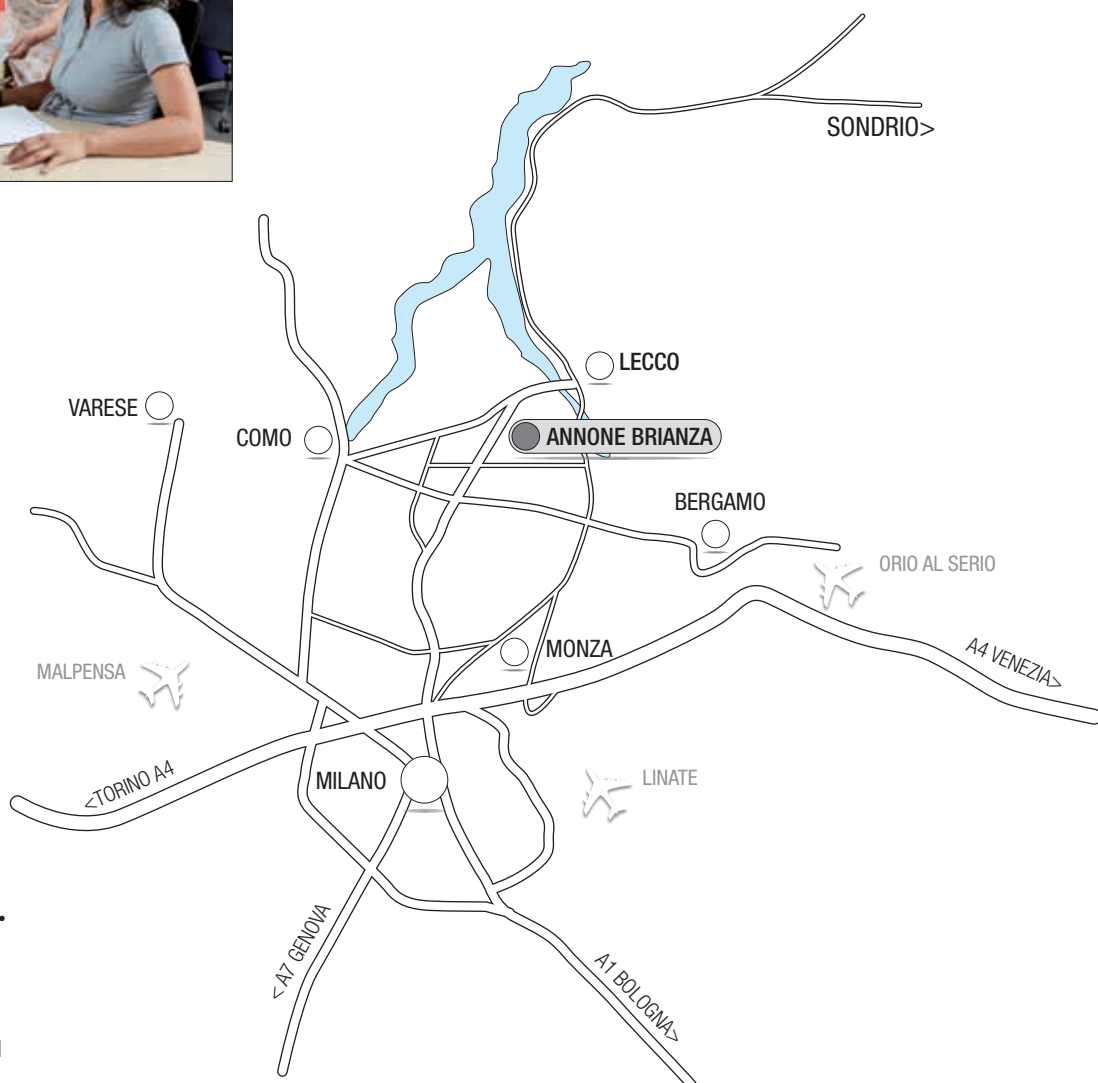 SONDRIO>
LECCO
VARESE
COMO
ANNONE BRIANZA
BERGAMO
ORIO AL SERIO
MONZA
A4 VENEZIA>
MALPENSA
<TORINO A4
MILANO
LINATE
< A7 GENOVA
A1 BOLOGNA>